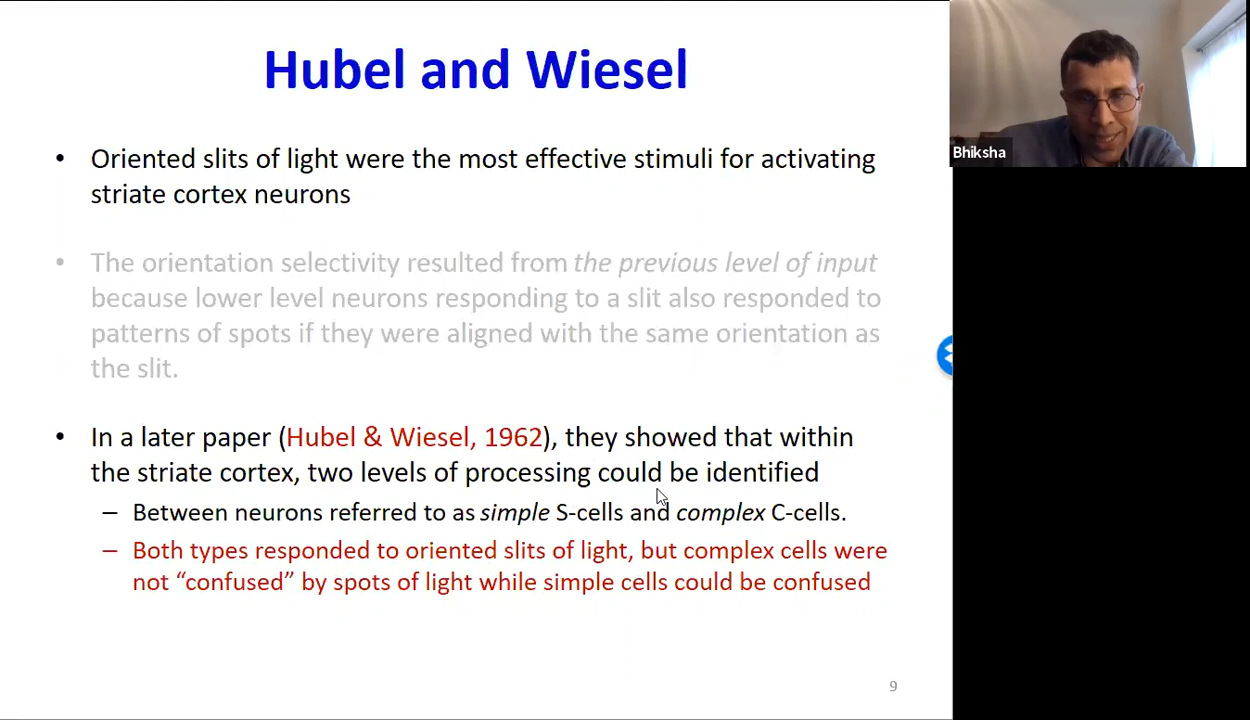 Hubel and Wiesel
• Oriented slits of light were the most effective stimuli for activating
striate cortex neurons
• The orientation selectivity resulted from the previous level of input
because lower level neurons responding to a slit also responded to
patterns of spots if they were aligned with the same orientation as
the slit.
• In a later paper (Hubel & Wiesel, 1962), they showed that within
the striate cortex, two levels of processing could be identified
– Between neurons referred to as simple S-cells and complex C-cells.
– Both types responded to oriented slits of light, but complex cells were
not “confused” by spots of light while simple cells could be confused
9
Bhiksha